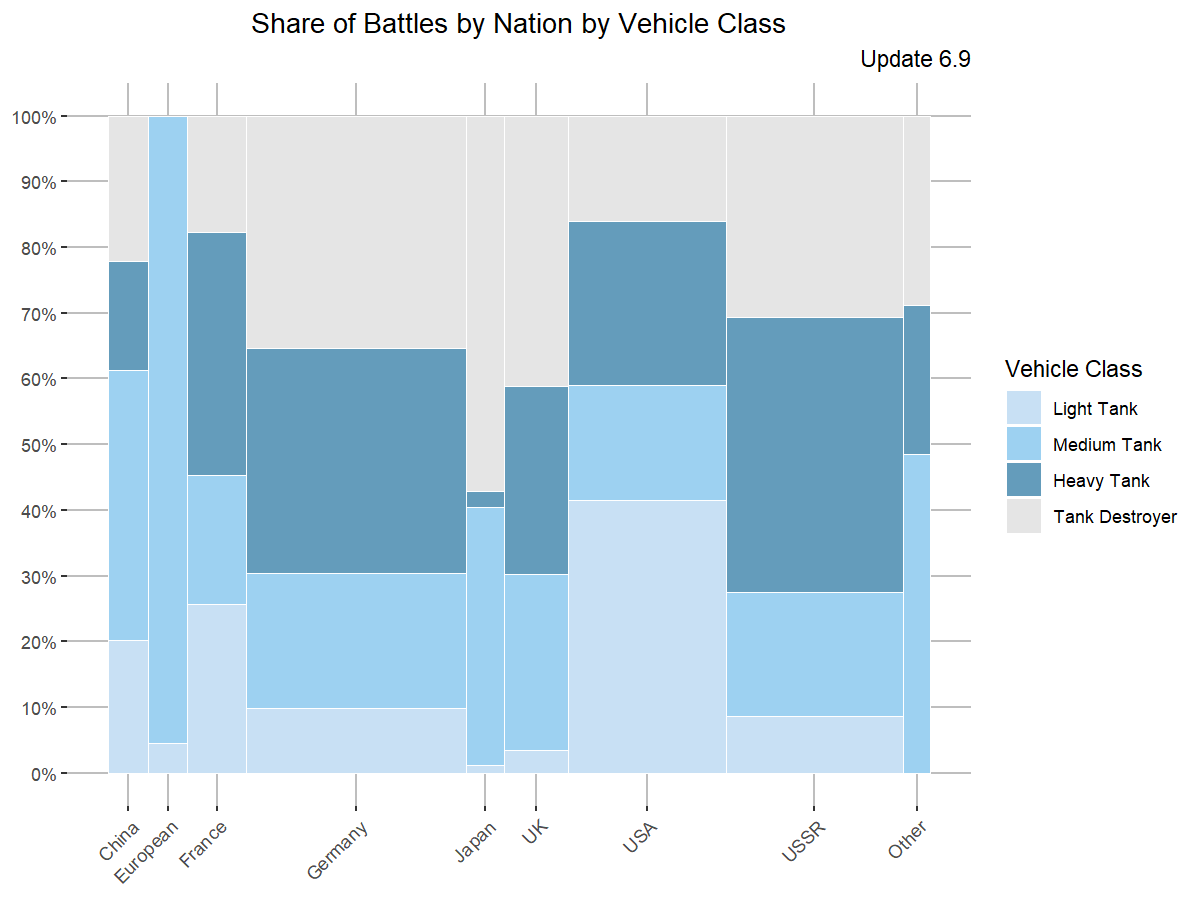 Share of Battles by Nation by Vehicle Class
Update 6.9
100%
90%
80%
70%
60%
50%
40%
30%
20%
10%
0%
China
European
France
Germany
Japan
UK
USA
USSR
Other
Vehicle Class
Light Tank
Medium Tank
Heavy Tank
Tank Destroyer